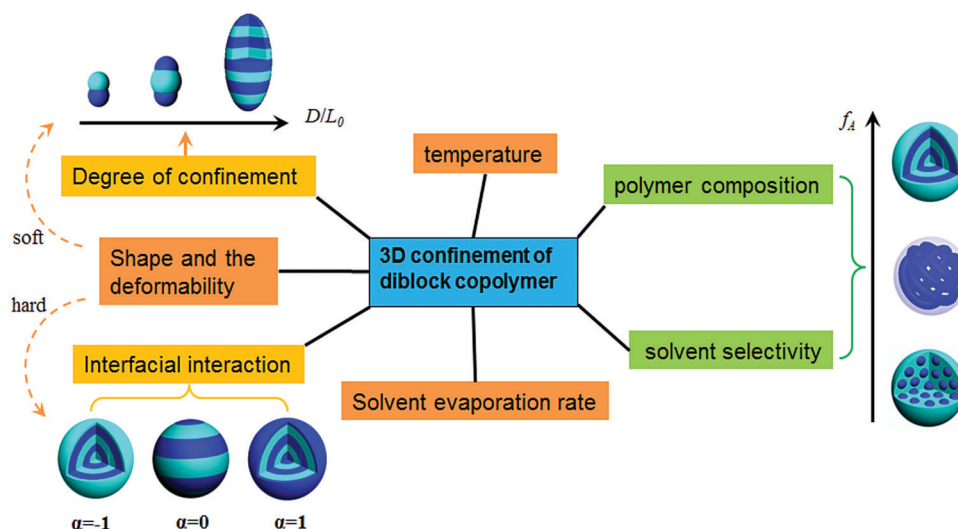 D/L₀
Degree of confinement
temperature
f_A
polymer composition
soft
Shape and the
deformability
3D confinement of
diblock copolymer
hard
Interfacial interaction
solvent selectivity
Solvent evaporation rate
α=-1
α=0
α=1